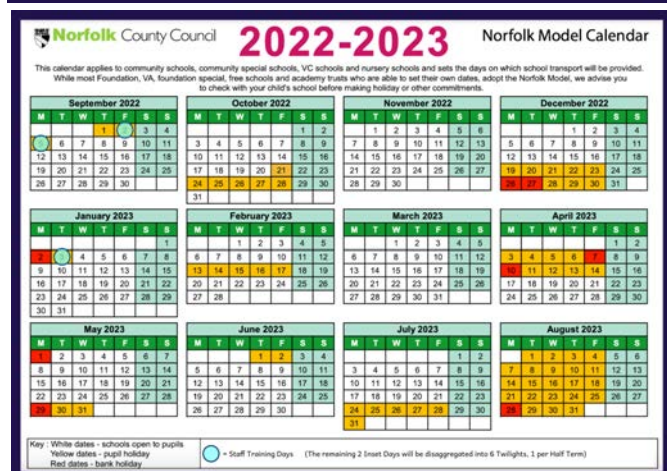 Norfolk County Council
2022-2023
Norfolk Model Calendar
This calendar applies to community schools, community special schools, VC schools and nursery schools and sets the days on which school transport will be provided.
While most Foundation, VA, foundation special, free schools and academy trusts who are able to set their own dates, adopt the Norfolk Model, we advise you
to check with your child's school before making holiday or other commitments.
September 2022
M T W T F S S
1 2 3 4
5 6 7 8 9 10 11
12 13 14 15 16 17 18
19 20 21 22 23 24 25
26 27 28 29 30
October 2022
M T W T F S S
1 2
3 4 5 6 7 8 9
10 11 12 13 14 15 16
17 18 19 20 21 22 23
24 25 26 27 28 29 30
31
November 2022
M T W T F S S
1 2 3 4 5 6
7 8 9 10 11 12 13
14 15 16 17 18 19 20
21 22 23 24 25 26 27
28 29 30
December 2022
M T W T F S S
1 2 3 4
5 6 7 8 9 10 11
12 13 14 15 16 17 18
19 20 21 22 23 24 25
26 27 28 29 30 31
January 2023
M T W T F S S
1
2 3 4 5 6 7 8
9 10 11 12 13 14 15
16 17 18 19 20 21 22
23 24 25 26 27 28 29
30 31
February 2023
M T W T F S S
1 2 3 4 5
6 7 8 9 10 11 12
13 14 15 16 17 18 19
20 21 22 23 24 25 26
27 28
March 2023
M T W T F S S
1 2 3 4 5
6 7 8 9 10 11 12
13 14 15 16 17 18 19
20 21 22 23 24 25 26
27 28 29 30 31
April 2023
M T W T F S S
1 2
3 4 5 6 7 8 9
10 11 12 13 14 15 16
17 18 19 20 21 22 23
24 25 26 27 28 29 30
May 2023
M T W T F S S
1 2 3 4 5 6 7
8 9 10 11 12 13 14
15 16 17 18 19 20 21
22 23 24 25 26 27 28
29 30 31
June 2023
M T W T F S S
1 2 3 4
5 6 7 8 9 10 11
12 13 14 15 16 17 18
19 20 21 22 23 24 25
26 27 28 29 30
July 2023
M T W T F S S
1 2
3 4 5 6 7 8 9
10 11 12 13 14 15 16
17 18 19 20 21 22 23
24 25 26 27 28 29 30
31
August 2023
M T W T F S S
1 2 3 4 5 6
7 8 9 10 11 12 13
14 15 16 17 18 19 20
21 22 23 24 25 26 27
28 29 30 31
Key : White dates - schools open to pupils
Yellow dates - pupil holiday
Red dates - bank holiday
= Staff Training Days (The remaining 2 Inset Days will be disaggregated into 6 Twilights, 1 per Half Term)